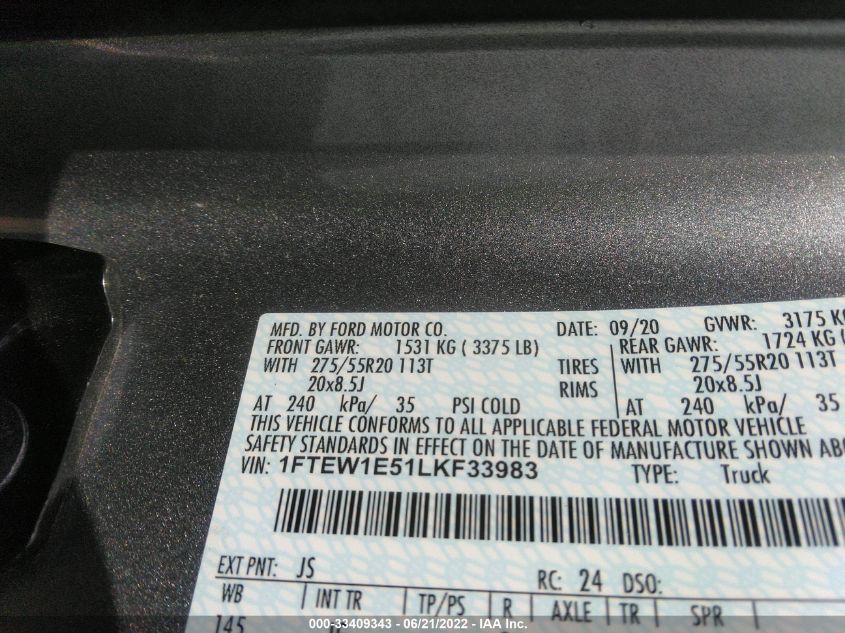 MFD. BY FORD MOTOR CO. DATE: 09/20 GVWR: 3175 KG
FRONT GAWR: 1531 KG ( 3375 LB) REAR GAWR: 1724 KG (
WITH 275/55R20 113T TIRES WITH 275/55R20 113T
20x8.5J RIMS 20x8.5J
AT 240 kPa/ 35 PSI COLD AT 240 kPa/ 35
THIS VEHICLE CONFORMS TO ALL APPLICABLE FEDERAL MOTOR VEHICLE
SAFETY STANDARDS IN EFFECT ON THE DATE OF MANUFACTURE SHOWN
VIN: 1FTEW1E51LKF33983 TYPE: Truck
EXT PNT: JS RC: 24 DSO:
WB INT TR TP/PS R AXLE TR SPR
145
000-33409343 - 06/21/2022 - IAA Inc.